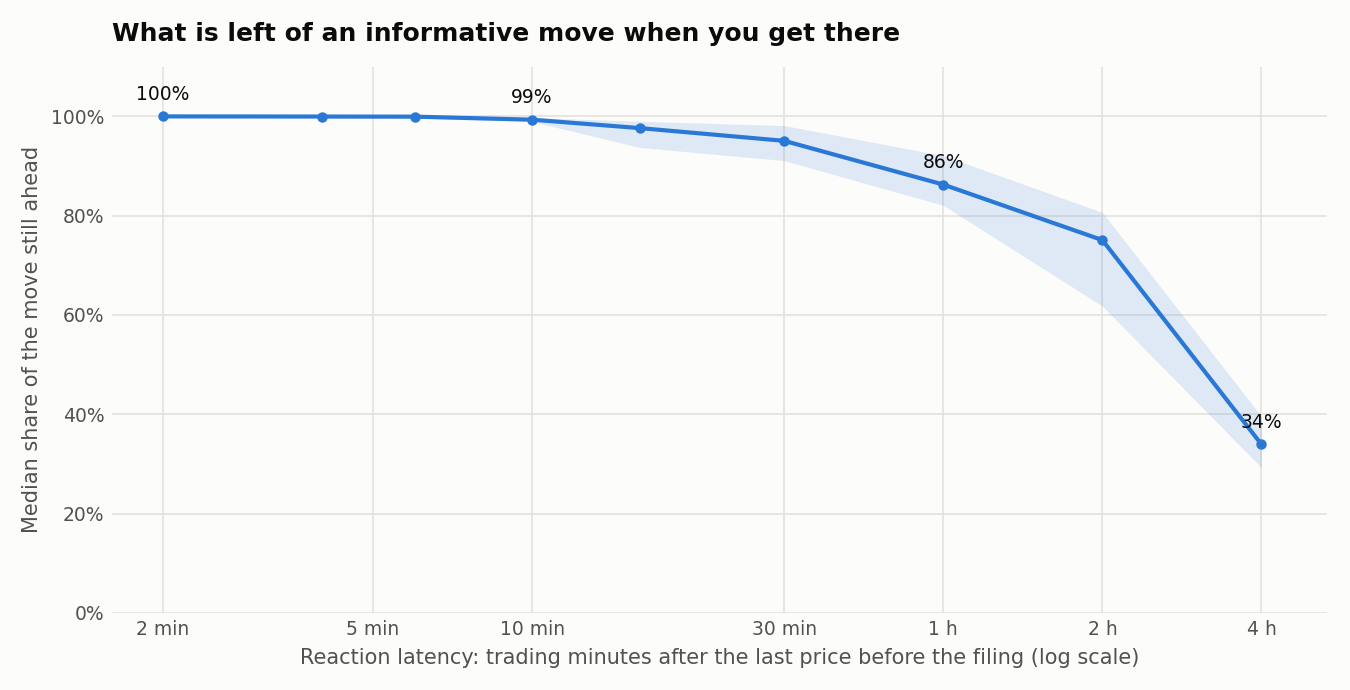 What is left of an informative move when you get there
Median share of the move still ahead
100%
80%
60%
40%
20%
0%
100%
99%
86%
34%
2 min
5 min
10 min
30 min
1 h
2 h
4 h
Reaction latency: trading minutes after the last price before the filing (log scale)